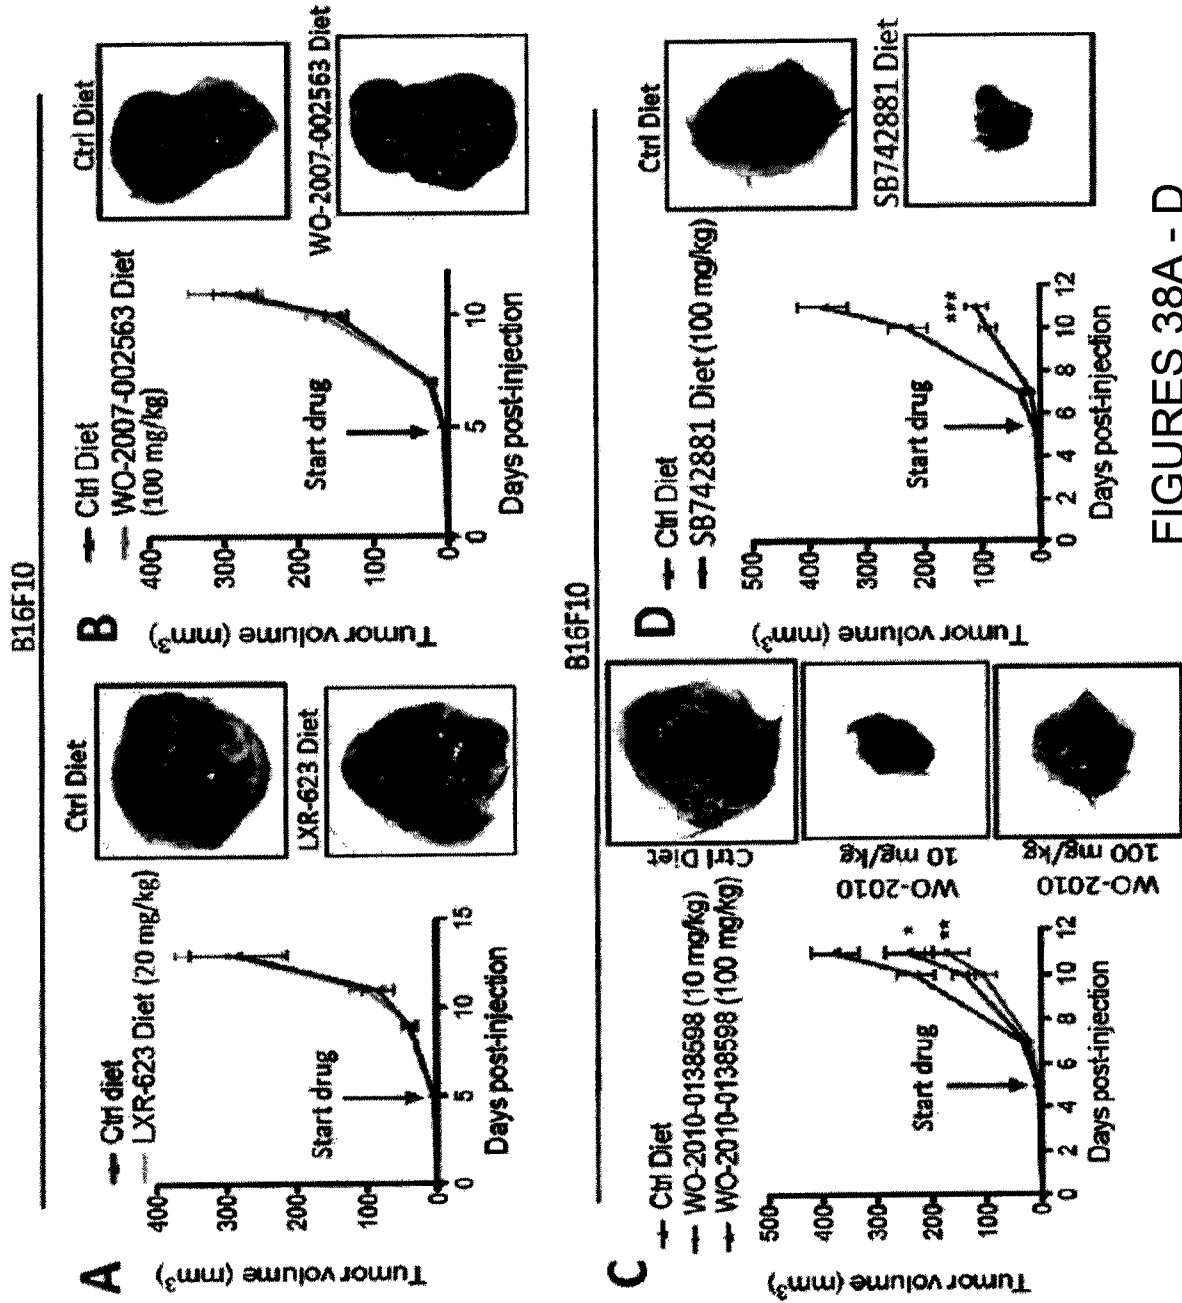 B16F10
A
Ctrl diet
LXR-623 Diet (20 mg/kg)
Tumor volume (mm³)
400
300
200
100
0
Start drug
0
5
10
15
Days post-injection
Ctrl Diet
LXR-623 Diet
B
Ctrl Diet
WO-2007-002563 Diet
(100 mg/kg)
Tumor volume (mm³)
400
300
200
100
0
Start drug
0
5
10
Days post-injection
Ctrl Diet
WO-2007-002563 Diet
B16F10
C
Ctrl Diet
WO-2010-0138598 (10 mg/kg)
WO-2010-0138598 (100 mg/kg)
Tumor volume (mm³)
500
400
300
200
100
0
Start drug
*
**
0
2
4
6
8
10
12
Days post-injection
Ctrl Diet
WO-2010
10 mg/kg
WO-2010
100 mg/kg
D
Ctrl Diet
SB742881 Diet (100 mg/kg)
Tumor volume (mm³)
500
400
300
200
100
0
Start drug
***
0
2
4
6
8
10
12
Days post-injection
Ctrl Diet
SB742881 Diet
FIGURES 38A - D